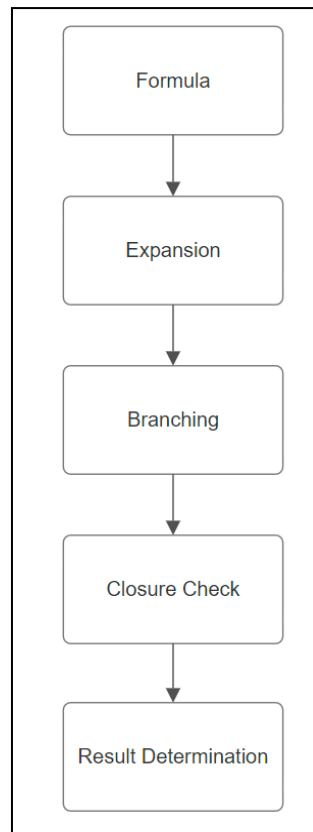 Formula
Expansion
Branching
Closure Check
Result Determination